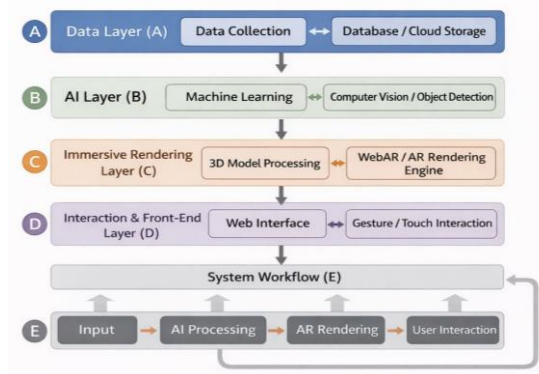 A
Data Layer (A)
Data Collection
Database / Cloud Storage
B
AI Layer (B)
Machine Learning
Computer Vision / Object Detection
C
Immersive Rendering
Layer (C)
3D Model Processing
WebAR / AR Rendering
Engine
D
Interaction & Front-End
Layer (D)
Web Interface
Gesture / Touch Interaction
System Workflow (E)
E
Input
AI Processing
AR Rendering
User Interaction